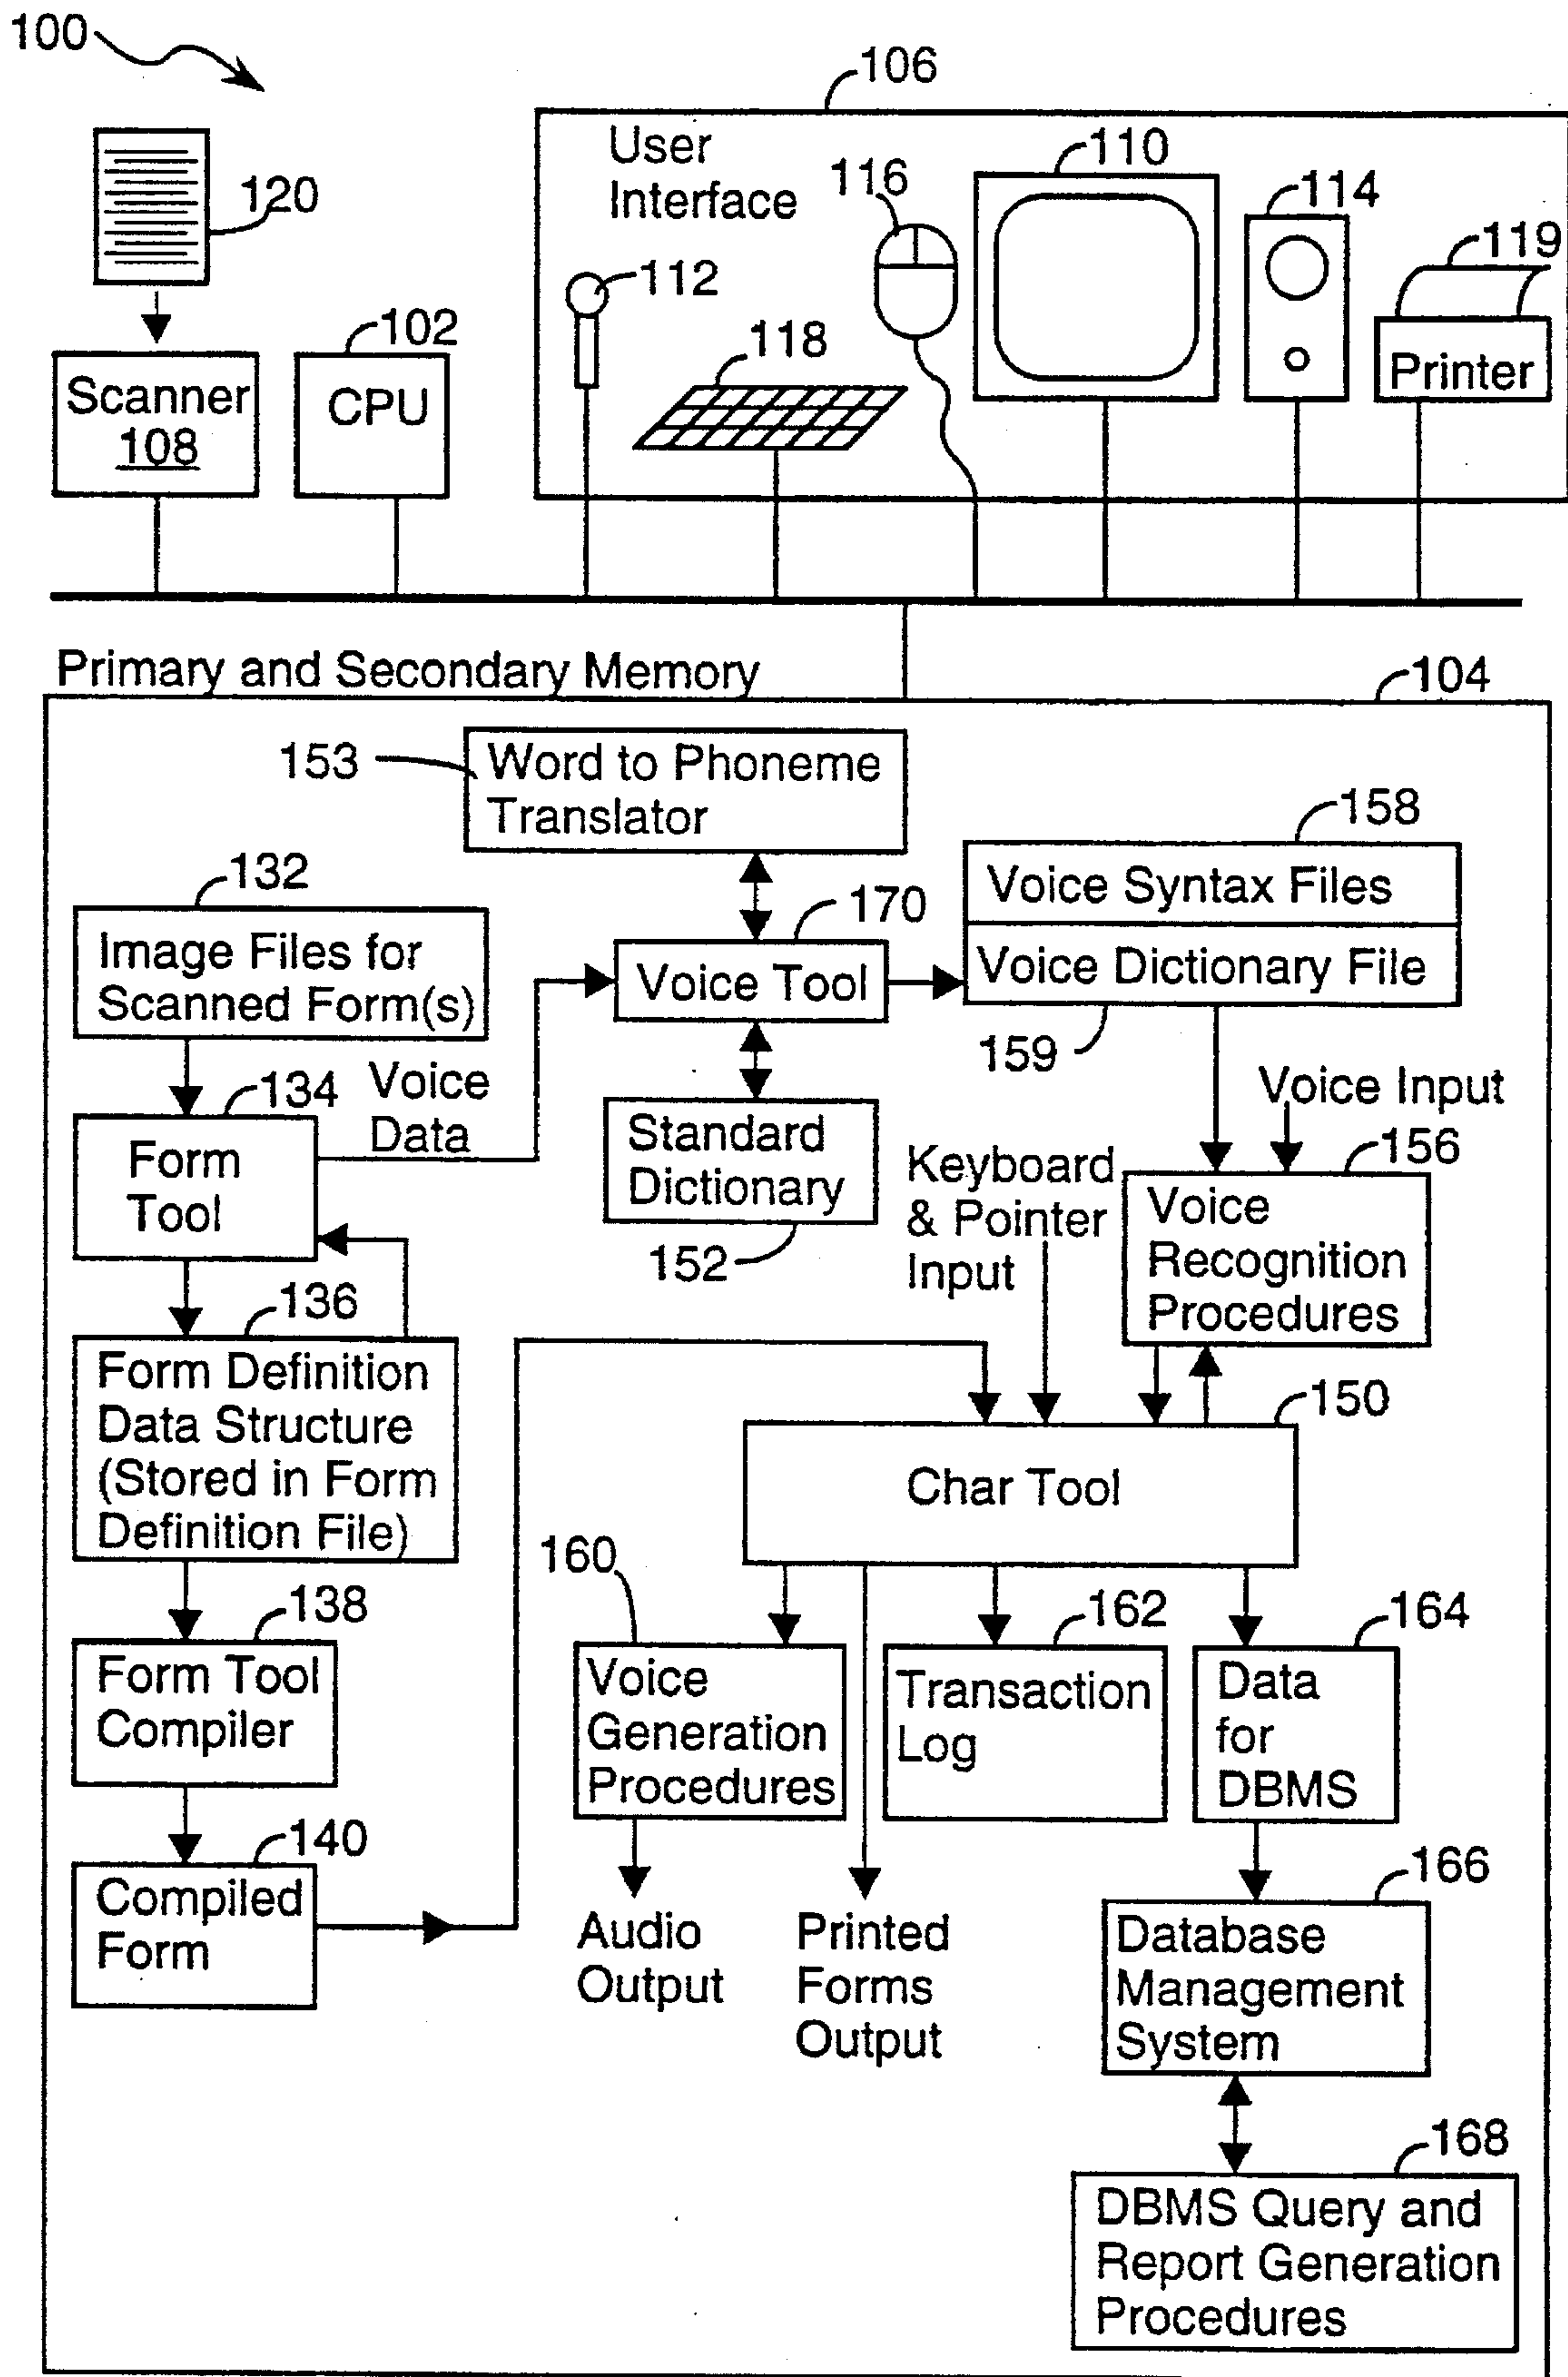 100
106
User
Interface
110
116
114
120
119
112
102
118
Scanner
108
CPU
Printer
Primary and Secondary Memory
104
153
Word to Phoneme
Translator
158
132
Voice Syntax Files
170
Image Files for
Scanned Form(s)
Voice Tool
Voice Dictionary File
159
134
Voice
Data
Voice Input
Standard
Dictionary
156
Form
Tool
Keyboard
& Pointer
Input
152
Voice
Recognition
Procedures
136
Form Definition
Data Structure
(Stored in Form
Definition File)
150
Char Tool
160
138
162
164
Form Tool
Compiler
Voice
Generation
Procedures
Transaction
Log
Data
for
DBMS
140
166
Compiled
Form
Audio
Output
Printed
Forms
Output
Database
Management
System
168
DBMS Query and
Report Generation
Procedures